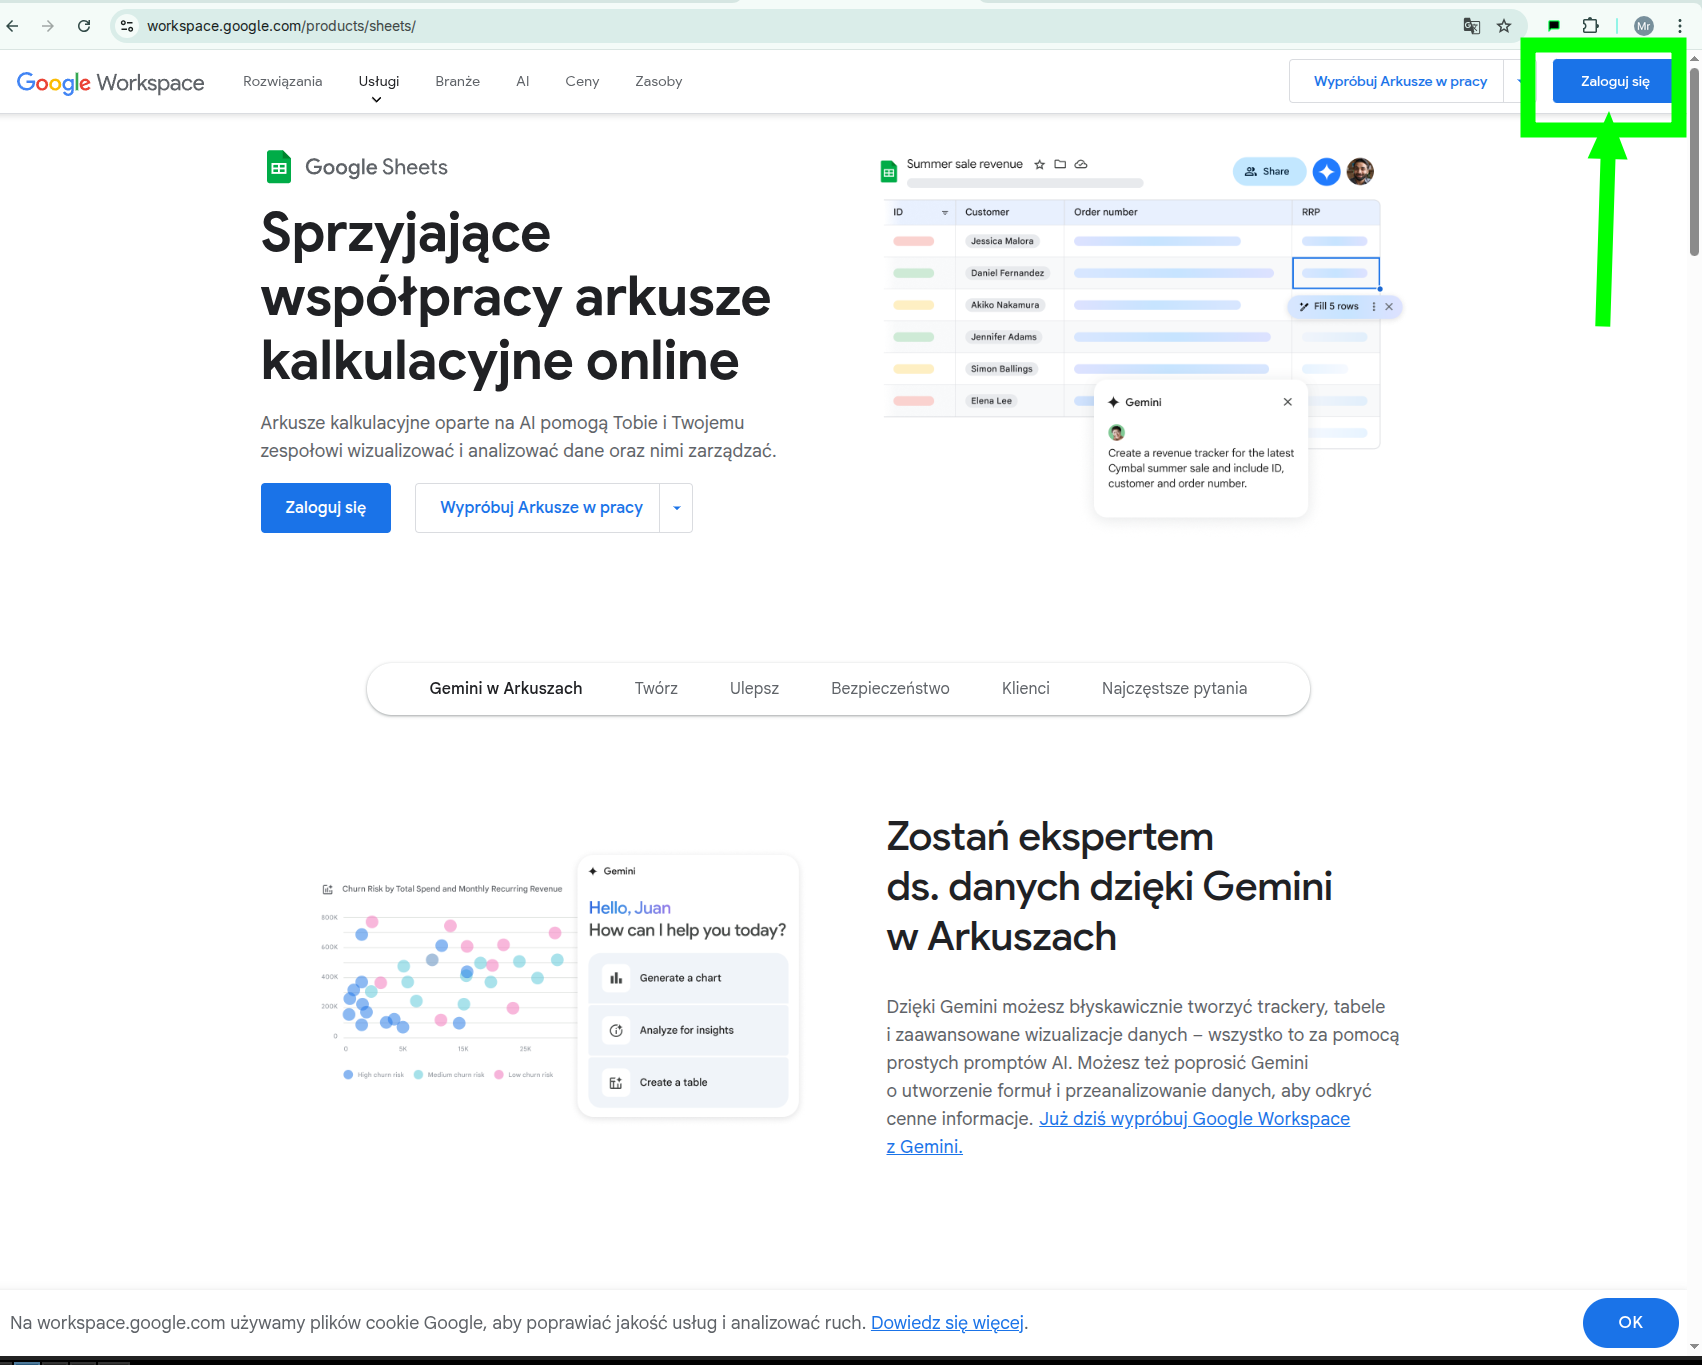 workspace.google.com/products/sheets/
Mr
Google Workspace
Rozwiązania
Usługi
Branże
AI
Ceny
Zasoby
Wypróbuj Arkusze w pracy
Zaloguj się
Google Sheets
Sprzyjające
współpracy arkusze
kalkulacyjne online
Arkusze kalkulacyjne oparte na AI pomogą Tobie i Twojemu
zespołowi wizualizować i analizować dane oraz nimi zarządzać.
Zaloguj się
Wypróbuj Arkusze w pracy
Summer sale revenue
Share
ID
Customer
Order number
RRP
Jessica Malora
Daniel Fernandez
Akiko Nakamura
Fill 5 rows
Jennifer Adams
Simon Ballings
Elena Lee
Gemini
Create a revenue tracker for the latest
Cymbal summer sale and include ID,
customer and order number.
Gemini w Arkuszach
Twórz
Ulepsz
Bezpieczeństwo
Klienci
Najczęstsze pytania
Churn Risk by Total Spend and Monthly Recurring Revenue
800K
600K
400K
200K
0
0
5K
15K
25K
High churn risk
Medium churn risk
Low churn risk
Gemini
Hello, Juan
How can I help you today?
Generate a chart
Analyze for insights
Create a table
Zostań ekspertem
ds. danych dzięki Gemini
w Arkuszach
Dzięki Gemini możesz błyskawicznie tworzyć trackery, tabele
i zaawansowane wizualizacje danych – wszystko to za pomocą
prostych promptów AI. Możesz też poprosić Gemini
o utworzenie formuł i przeanalizowanie danych, aby odkryć
cenne informacje. Już dziś wypróbuj Google Workspace
z Gemini.
Na workspace.google.com używamy plików cookie Google, aby poprawiać jakość usług i analizować ruch. Dowiedz się więcej.
OK